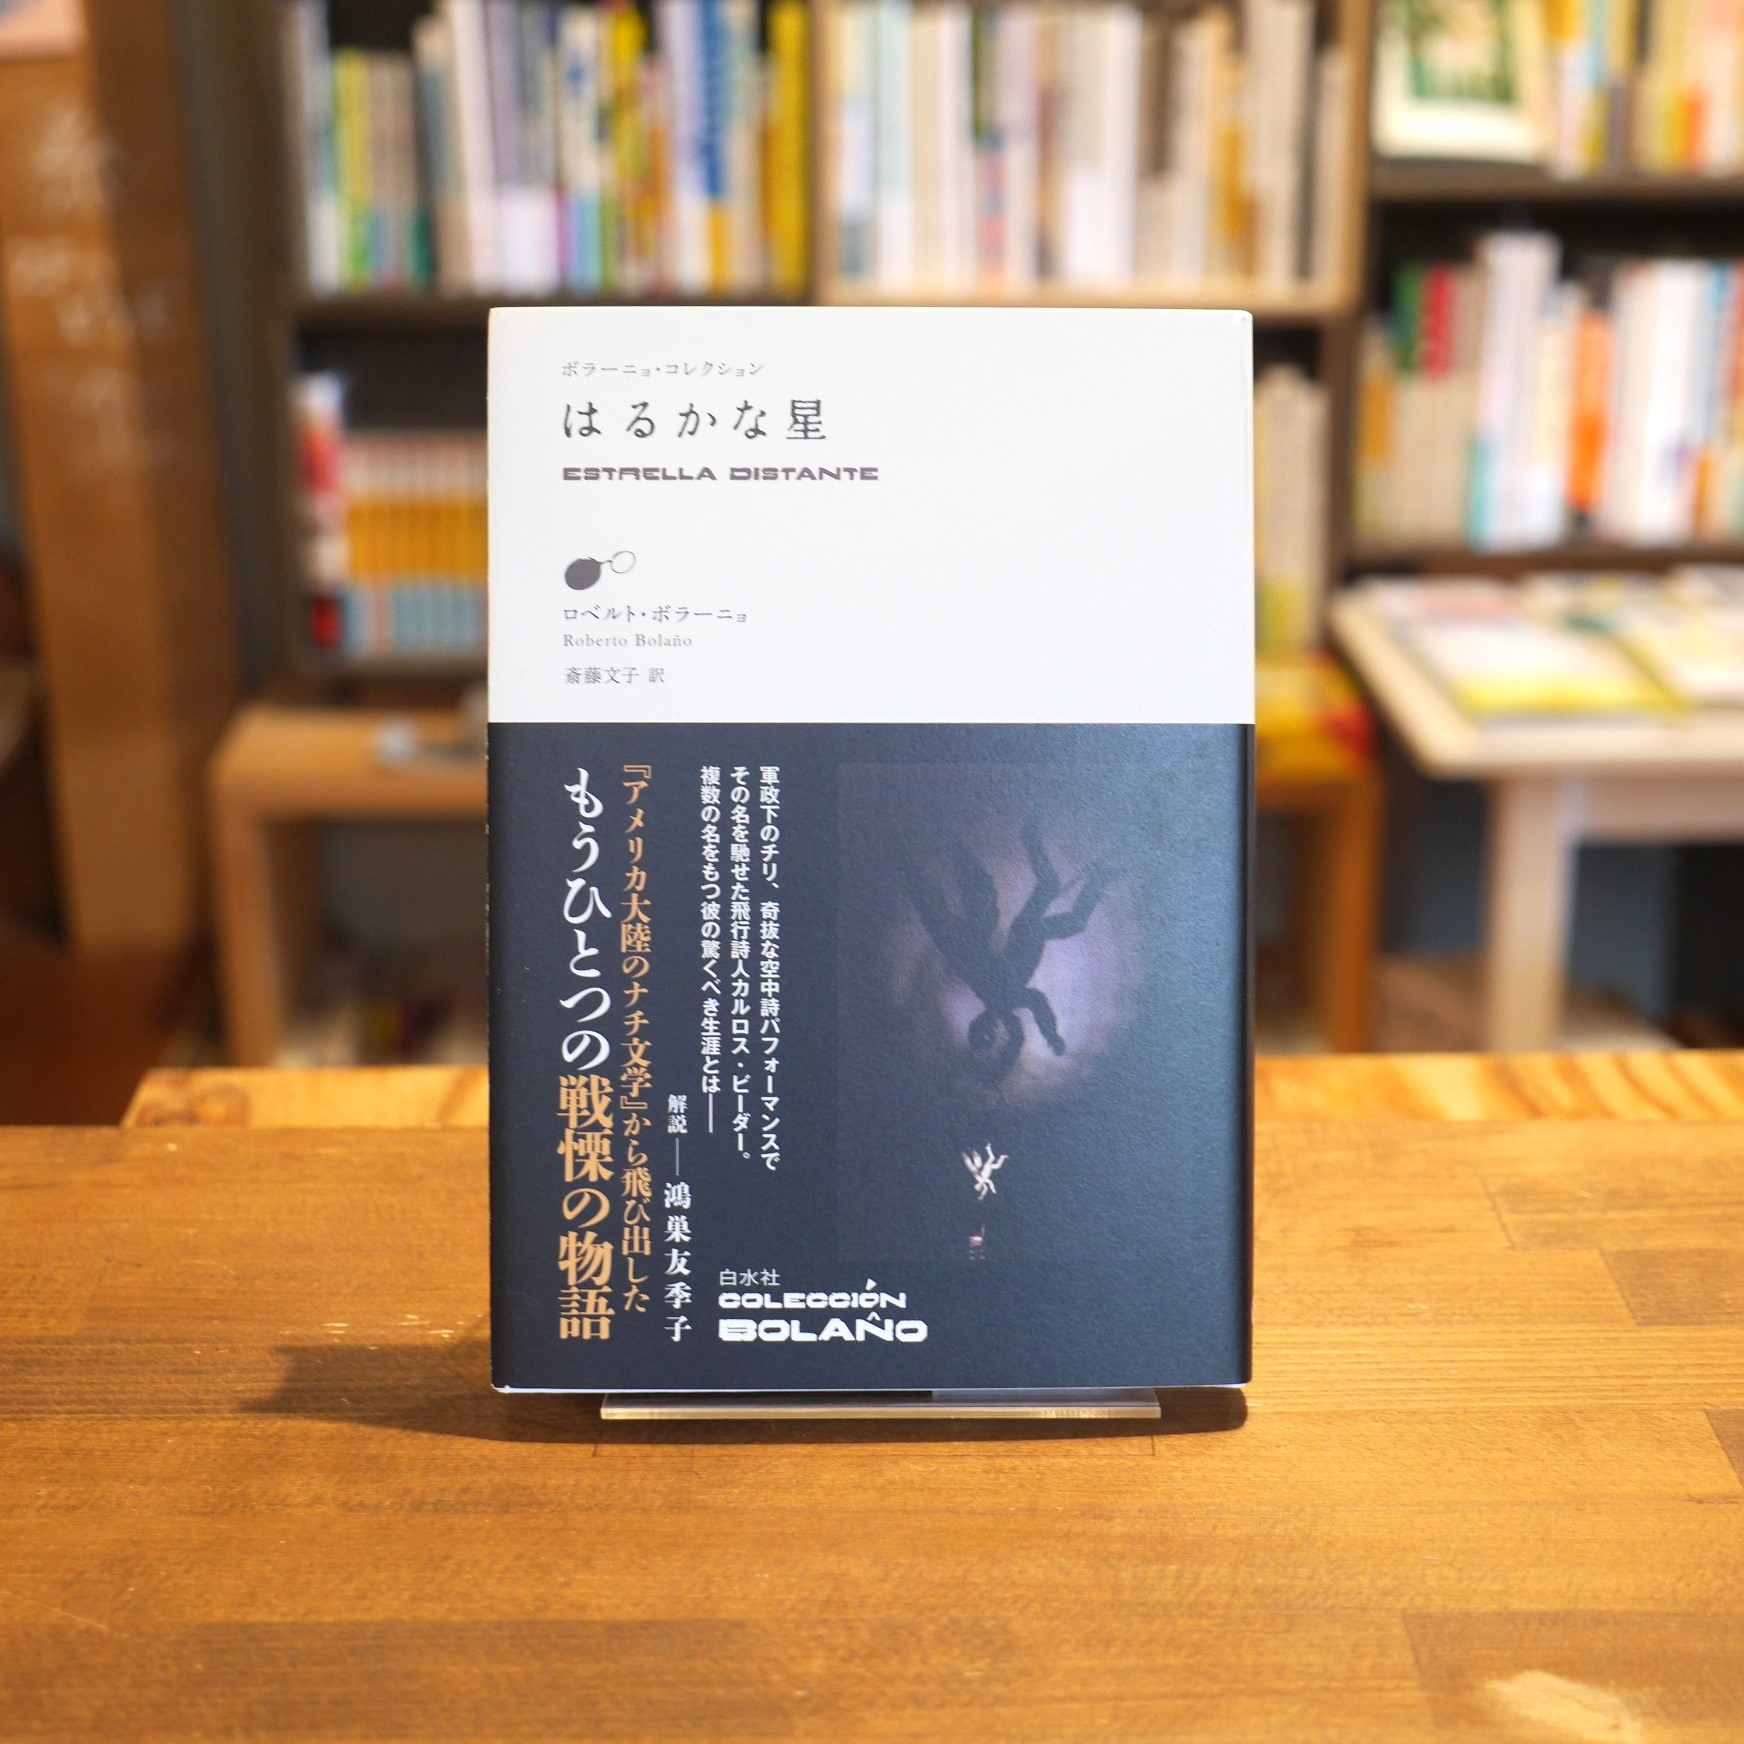 ボラーニョ・コレクション
はるかな星
ESTRELLA DISTANTE
ロベルト・ボラーニョ
Roberto Bolaño
斎藤文子 訳
軍政下のチリ、奇抜な空中詩パフォーマンスで
その名を馳せた飛行詩人カルロス・ビーダー。
複数の名をもつ彼の驚くべき生涯とは——
解説——鴻巣友季子
『アメリカ大陸のナチ文学』から飛び出した
もうひとつの戦慄の物語
白水社
COLECCIÓN
BOLAÑO